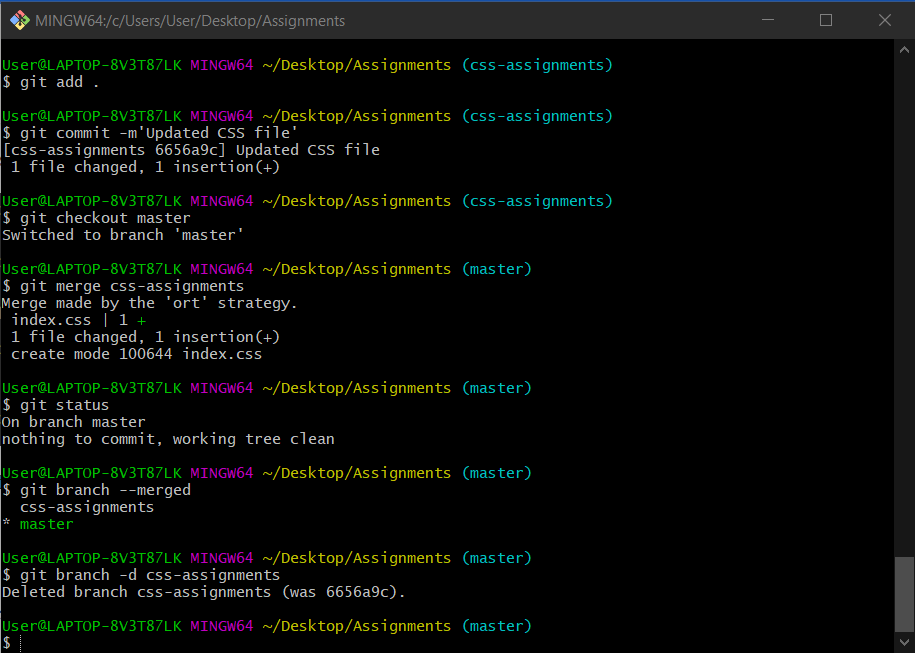 MINGW64:/c/Users/User/Desktop/Assignments
User@LAPTOP-8V3T87LK MINGW64 ~/Desktop/Assignments (css-assignments)
$ git add .
User@LAPTOP-8V3T87LK MINGW64 ~/Desktop/Assignments (css-assignments)
$ git commit -m'Updated CSS file'
[css-assignments 6656a9c] Updated CSS file
 1 file changed, 1 insertion(+)
User@LAPTOP-8V3T87LK MINGW64 ~/Desktop/Assignments (css-assignments)
$ git checkout master
Switched to branch 'master'
User@LAPTOP-8V3T87LK MINGW64 ~/Desktop/Assignments (master)
$ git merge css-assignments
Merge made by the 'ort' strategy.
 index.css | 1 +
 1 file changed, 1 insertion(+)
 create mode 100644 index.css
User@LAPTOP-8V3T87LK MINGW64 ~/Desktop/Assignments (master)
$ git status
On branch master
nothing to commit, working tree clean
User@LAPTOP-8V3T87LK MINGW64 ~/Desktop/Assignments (master)
$ git branch --merged
  css-assignments
* master
User@LAPTOP-8V3T87LK MINGW64 ~/Desktop/Assignments (master)
$ git branch -d css-assignments
Deleted branch css-assignments (was 6656a9c).
User@LAPTOP-8V3T87LK MINGW64 ~/Desktop/Assignments (master)
$